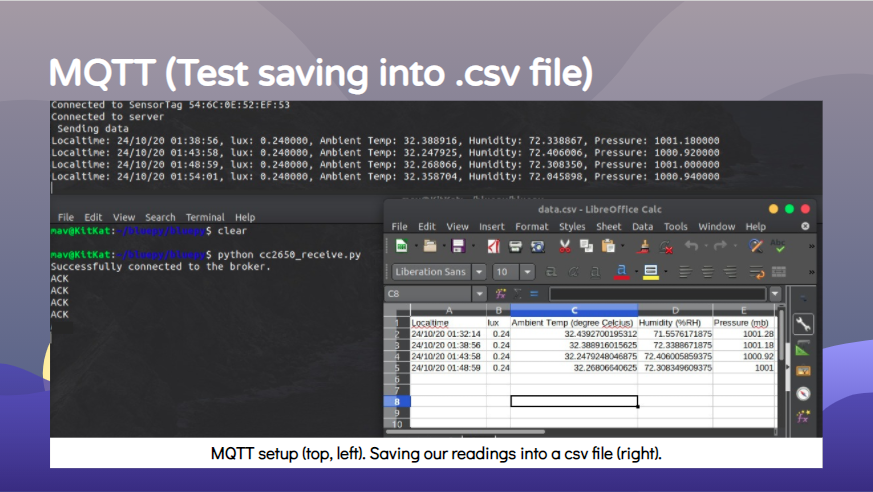 MQTT (Test saving into .csv file)
Connected to SensorTag 54:6C:0E:52:EF:53
Connected to server
Sending data
Localtime: 24/10/20 01:38:56, lux: 0.240000, Ambient Temp: 32.388916, Humidity: 72.338867, Pressure: 1001.180000
Localtime: 24/10/20 01:43:58, lux: 0.240000, Ambient Temp: 32.247925, Humidity: 72.406006, Pressure: 1000.920000
Localtime: 24/10/20 01:48:59, lux: 0.240000, Ambient Temp: 32.268066, Humidity: 72.308350, Pressure: 1001.000000
Localtime: 24/10/20 01:54:01, lux: 0.240000, Ambient Temp: 32.358704, Humidity: 72.045898, Pressure: 1000.940000
File Edit View Search Terminal Help
mav@KitKat:~/bluepy/bluepy$ clear
mav@KitKat:~/bluepy/bluepy$ python cc2650_receive.py
Successfully connected to the broker.
ACK
ACK
ACK
ACK
data.csv - LibreOffice Calc
File Edit View Insert Format Styles Sheet Data Tools Window Help
Liberation Sans 10
C8
A B C D E
1 Localtime lux Ambient Temp (degree Celcius) Humidity (%RH) Pressure (mb)
2 24/10/20 01:32:14 0.24 32.4392700195312 71.5576171875 1001.28
3 24/10/20 01:38:56 0.24 32.388916015625 72.3388671875 1001.18
4 24/10/20 01:43:58 0.24 32.2479248046875 72.406005859375 1000.92
5 24/10/20 01:48:59 0.24 32.26806640625 72.308349609375 1001
6
7
8
9
10
MQTT setup (top, left). Saving our readings into a csv file (right).